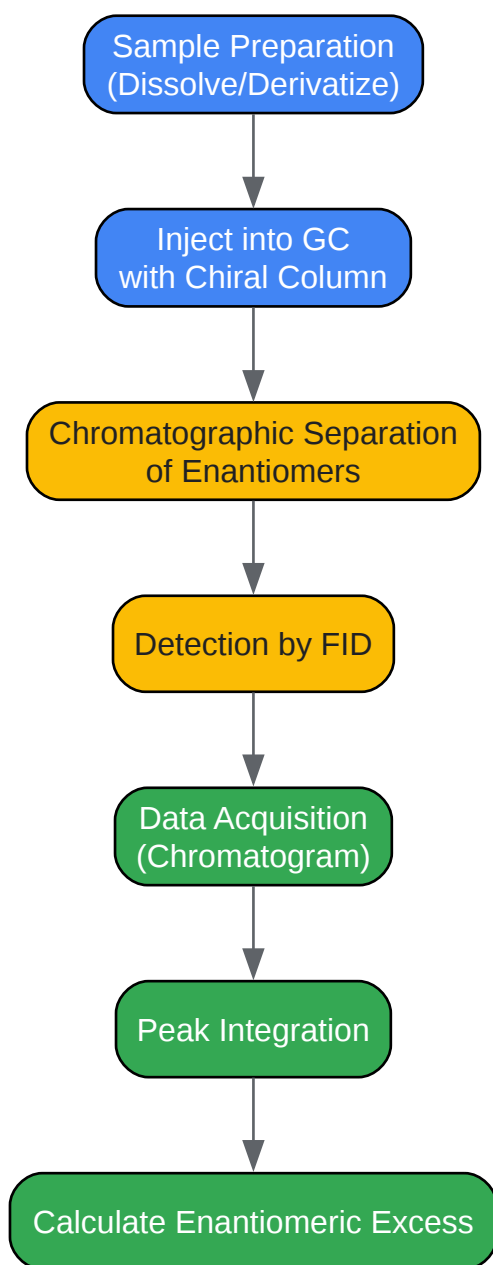 Sample Preparation
(Dissolve/Derivatize)
Inject into GC
with Chiral Column
Chromatographic Separation
of Enantiomers
Detection by FID
Data Acquisition
(Chromatogram)
Peak Integration
Calculate Enantiomeric Excess